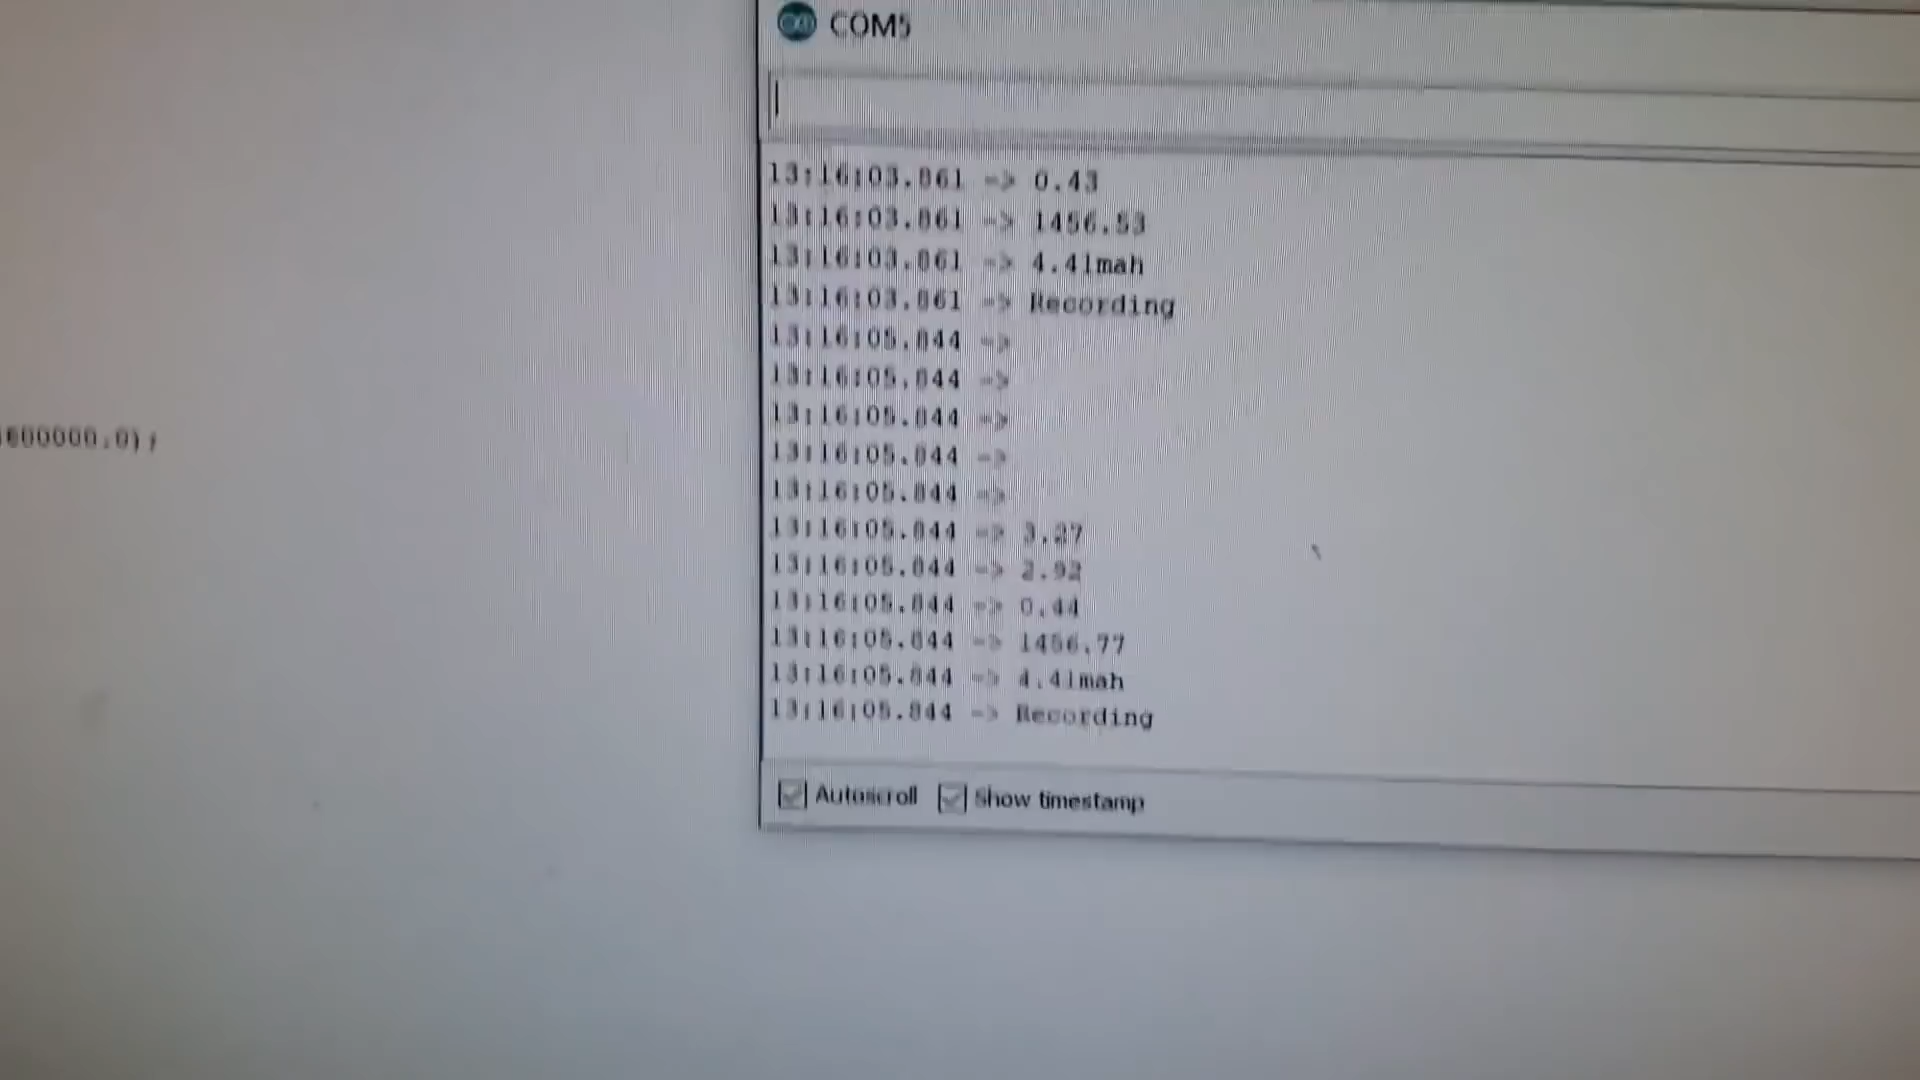 COM5
13:16:03.861 -> 0.43
13:16:03.861 -> 1456.53
13:16:03.861 -> 4.41mah
13:16:03.861 -> Recording
13:16:05.844 ->
13:16:05.844 ->
13:16:05.844 ->
13:16:05.844 ->
13:16:05.844 ->
600000.0);
13:16:05.844 -> 3.27
13:16:05.844 -> 2.92
13:16:05.844 -> 0.44
13:16:05.844 -> 1456.77
13:16:05.844 -> 4.41mah
13:16:05.844 -> Recording
Autoscroll Show timestamp